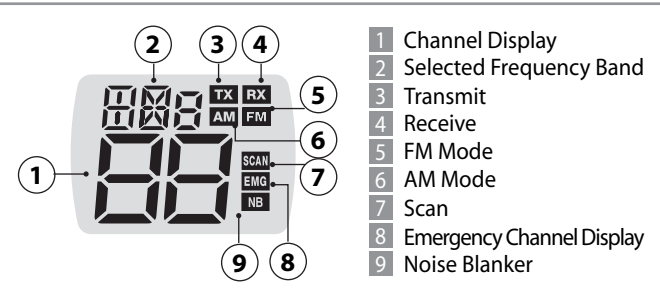 2 3 4
TX RX
5
AM FM
6
1
SCAN
7
EMG
NB
9 8
1 Channel Display
2 Selected Frequency Band
3 Transmit
4 Receive
5 FM Mode
6 AM Mode
7 Scan
8 Emergency Channel Display
9 Noise Blanker